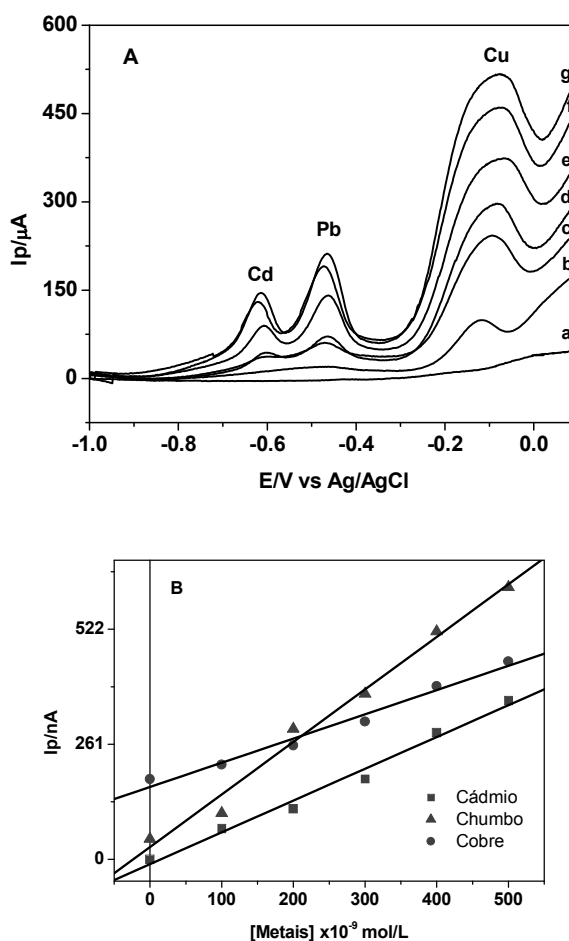 600
A
Cu
g
f
450
e
Ip/µA
300
d
Pb
c
Cd
b
150
a
0
-1.0 -0.8 -0.6 -0.4 -0.2 0.0
E/V vs Ag/AgCl
B
522
Ip/nA
261
Cádmio
Chumbo
Cobre
0
0 100 200 300 400 500
[Metais] x10⁻⁹ mol/L